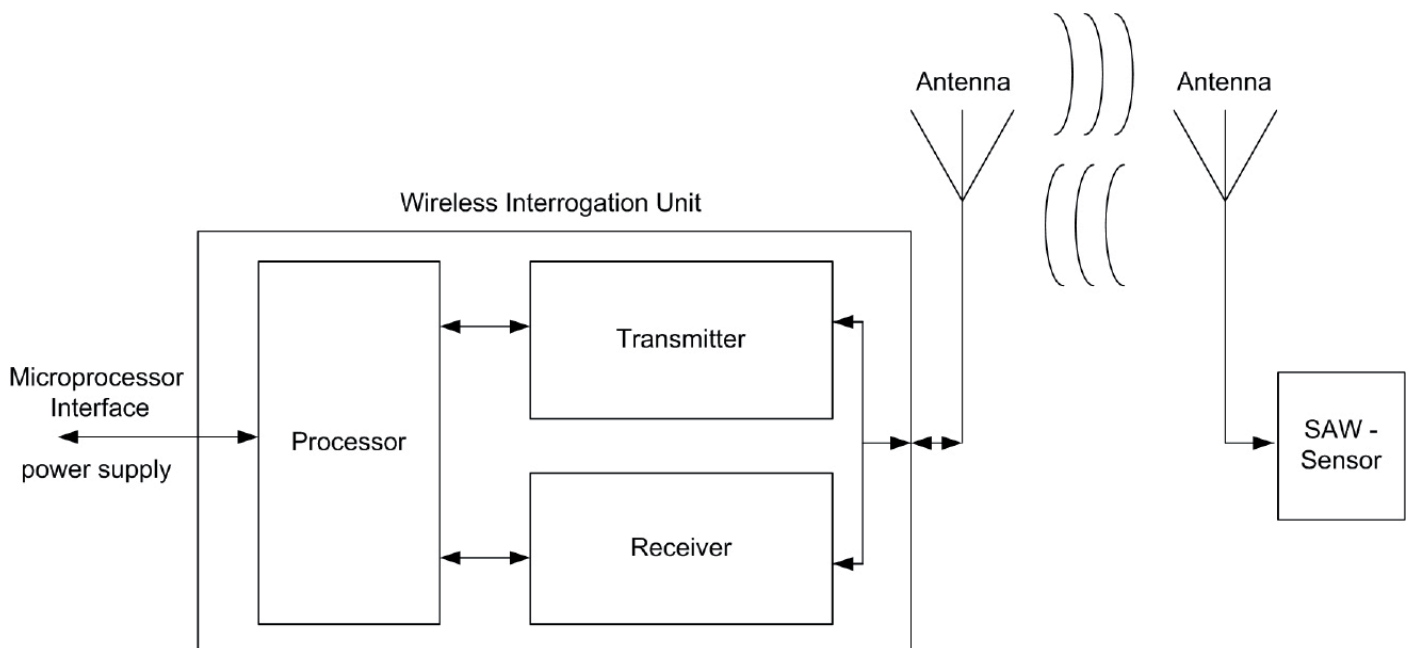 Antenna
Antenna
Wireless Interrogation Unit
Transmitter
Microprocessor
Interface
Processor
power supply
SAW -
Sensor
Receiver